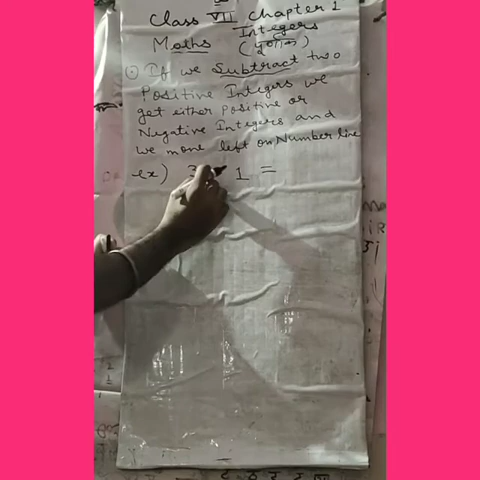 Class VII Chapter 1
Integers
Maths
(पूर्णांक)
① If we Subtract two
Positive Integers we
get either Positive or
Negative Integers and
we move left on Number line
ex) 1 =